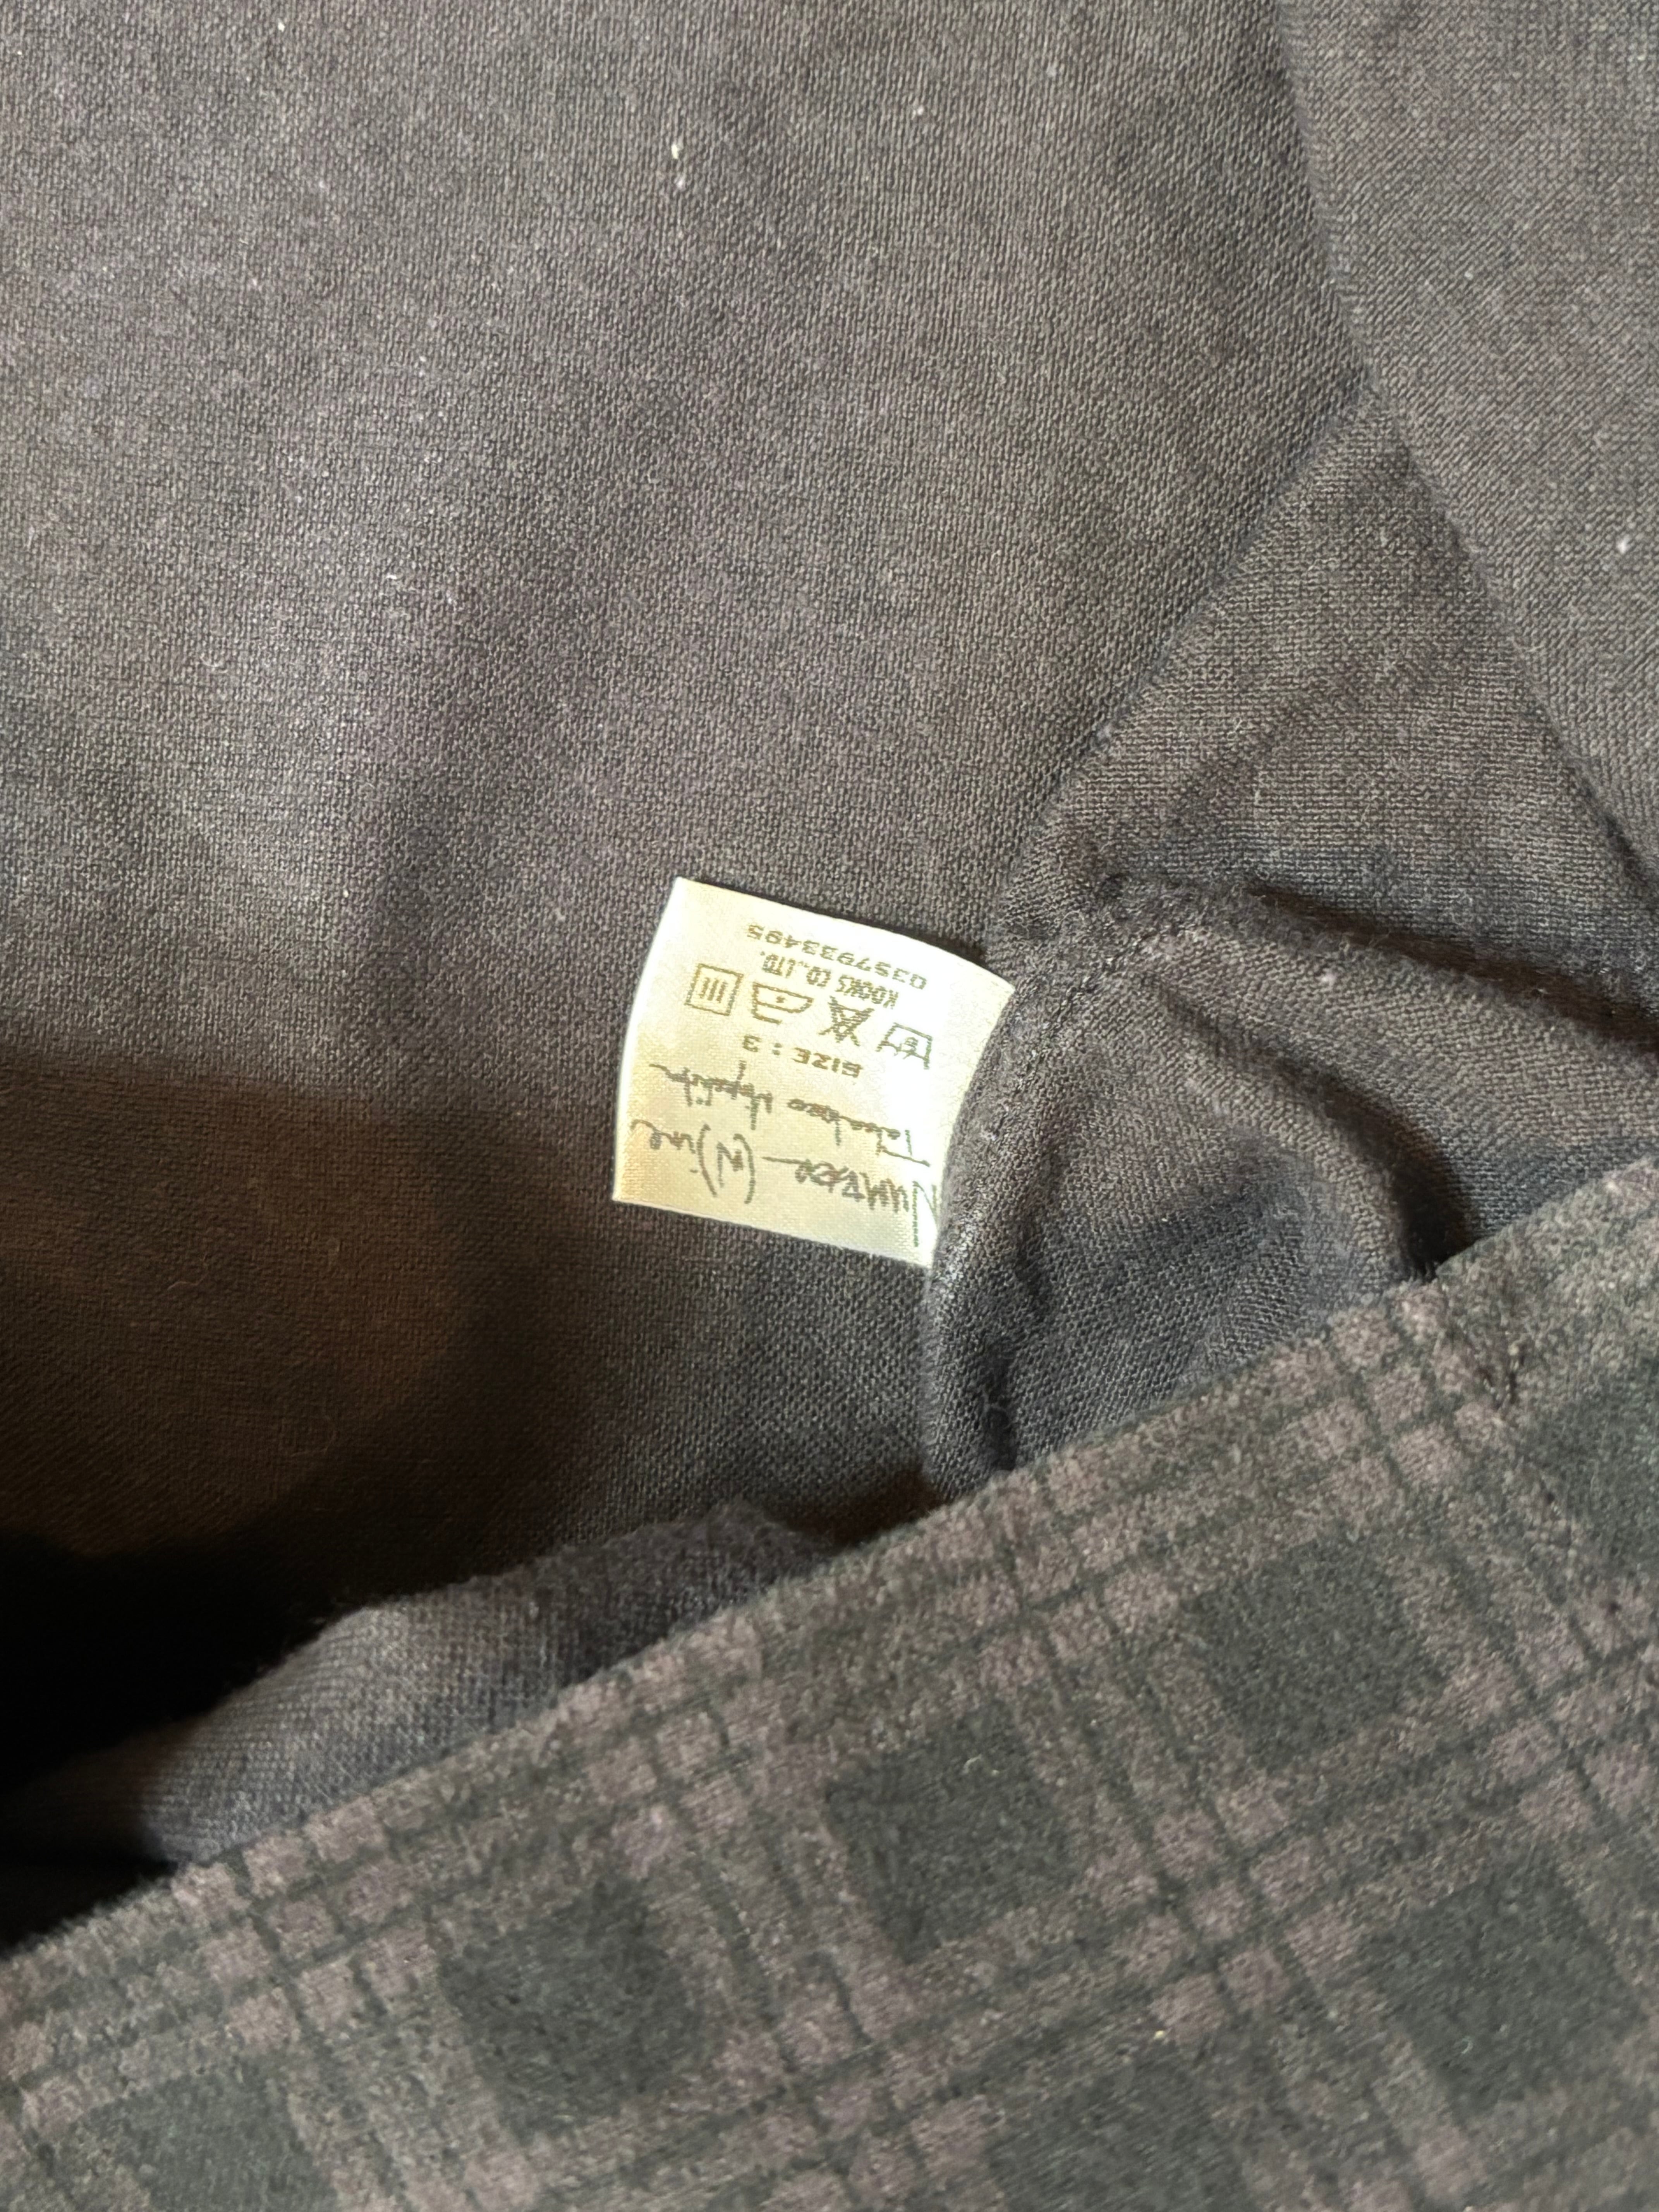 Number (N)ine
Takahiro Miyashita
SIZE : 3
KOOKS CO.,LTD.
0357933495